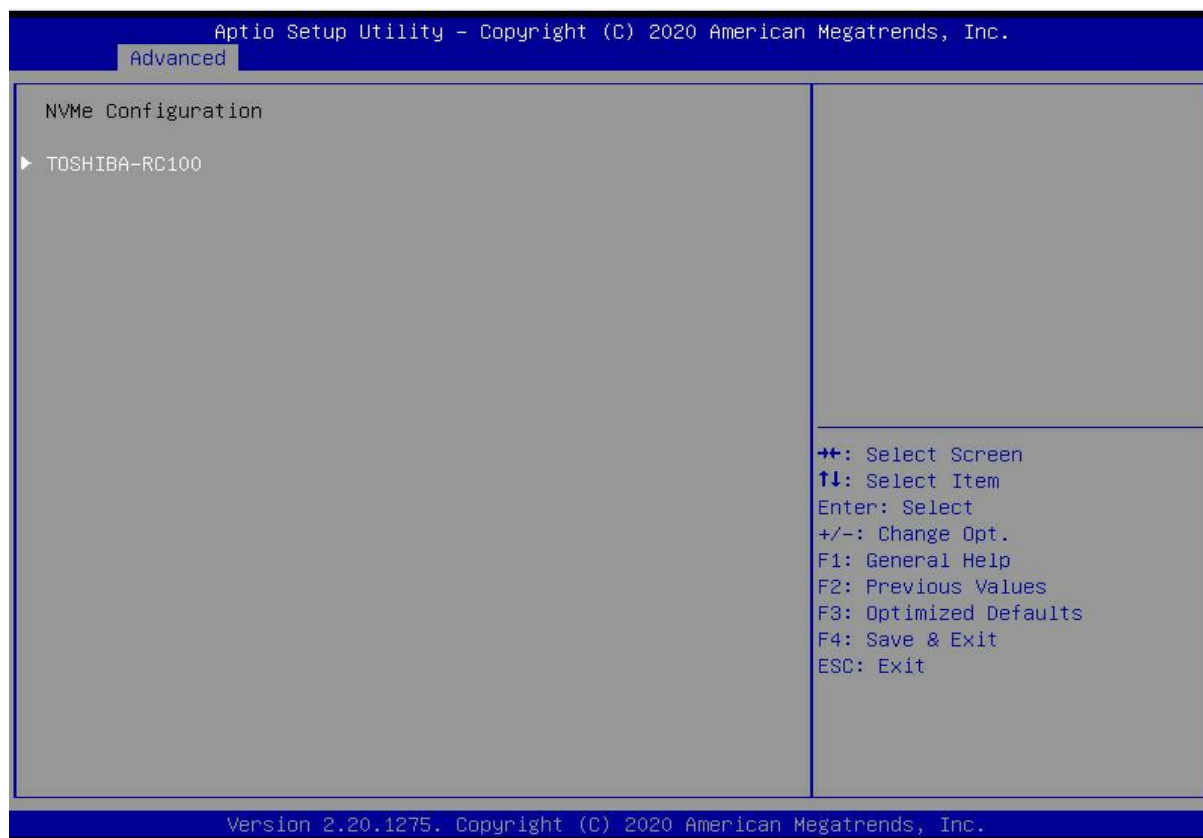 Aptio Setup Utility – Copyright (C) 2020 American Megatrends, Inc.
Advanced
NVMe Configuration
▶ TOSHIBA-RC100
→←: Select Screen
↑↓: Select Item
Enter: Select
+/-: Change Opt.
F1: General Help
F2: Previous Values
F3: Optimized Defaults
F4: Save & Exit
ESC: Exit
Version 2.20.1275. Copyright (C) 2020 American Megatrends, Inc.